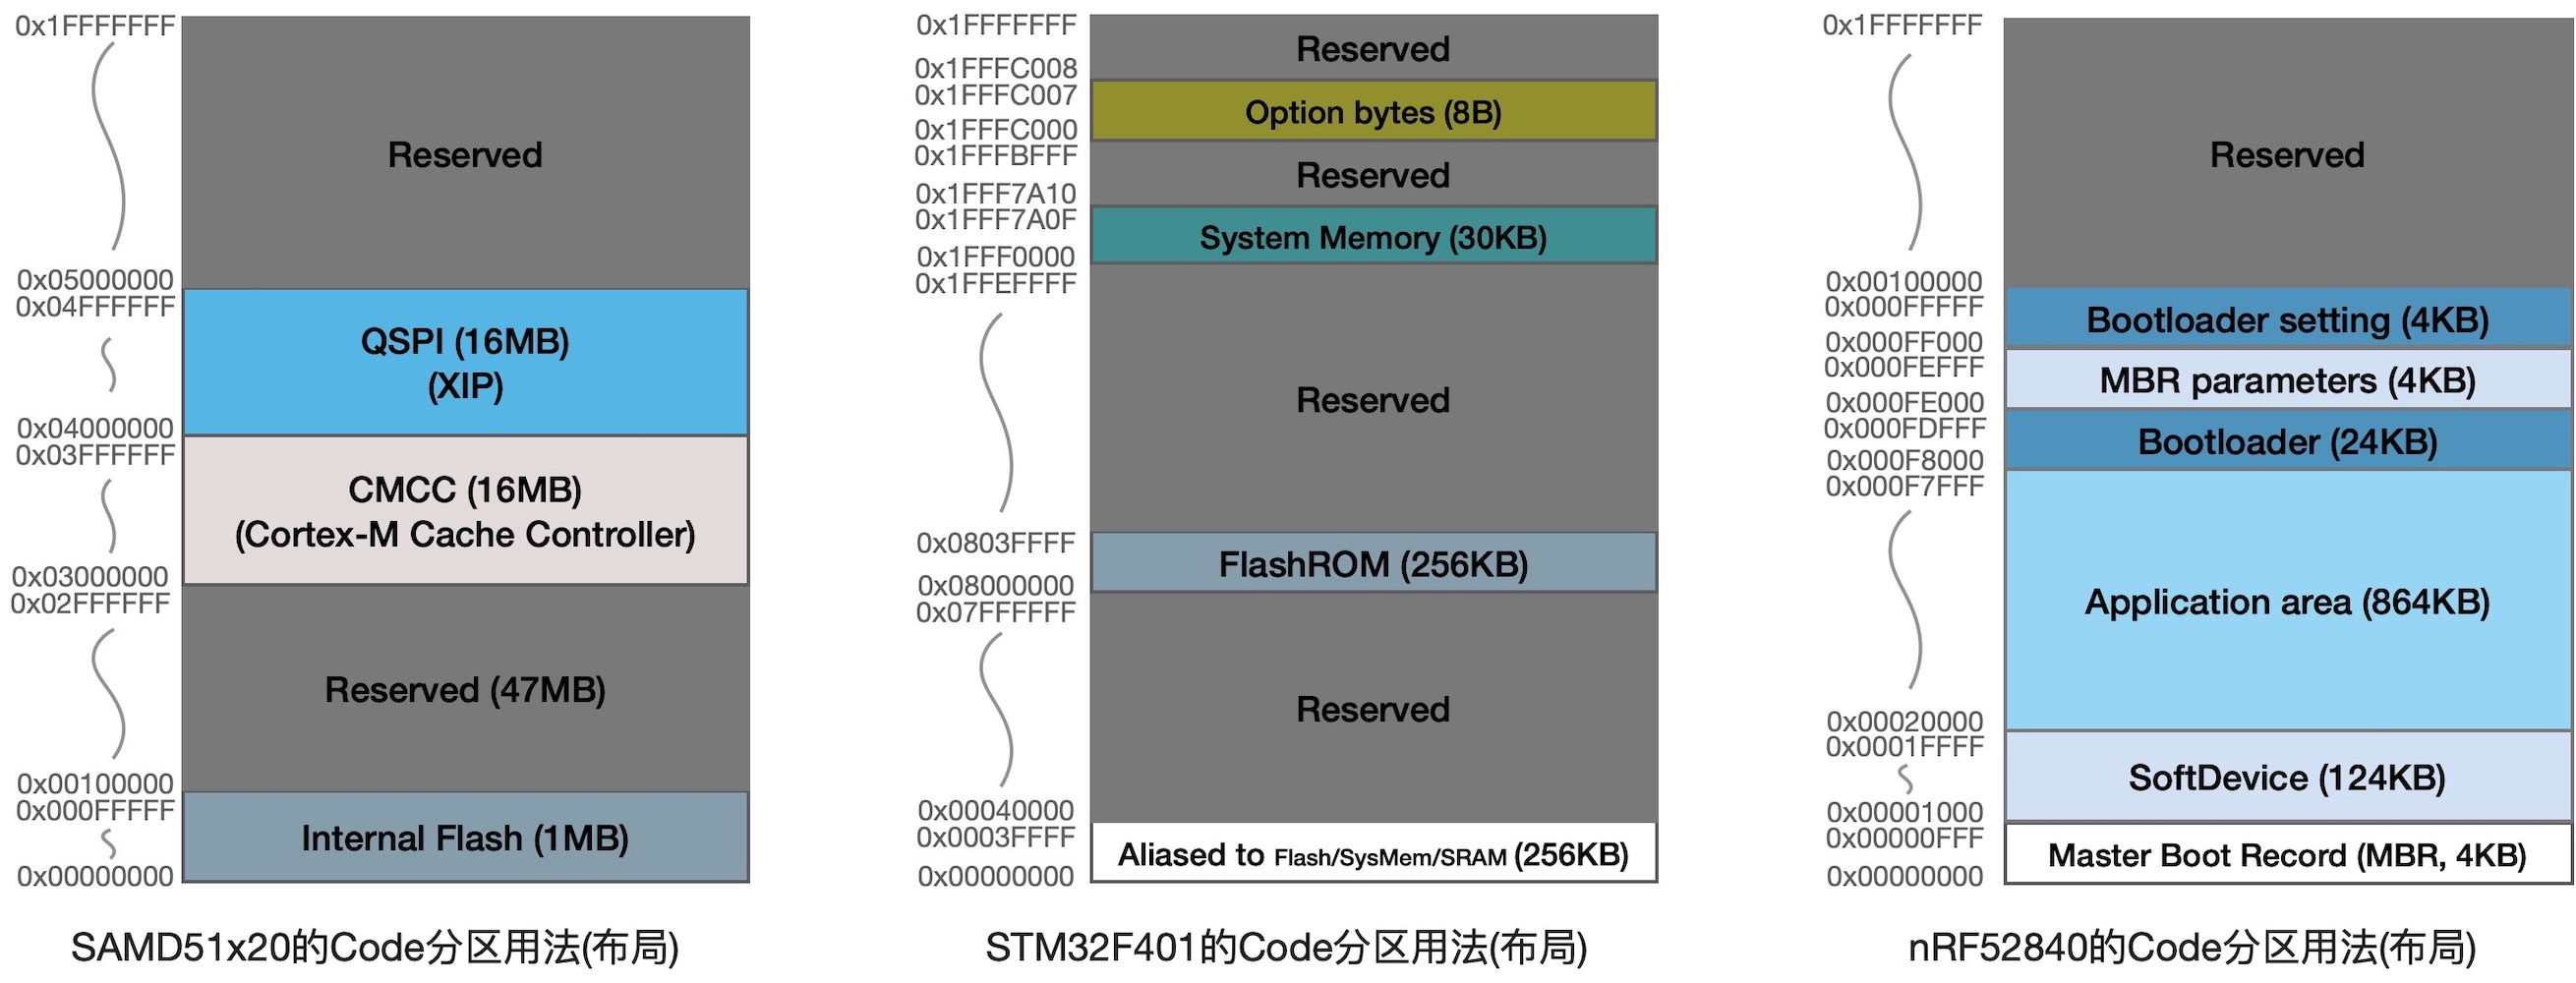 0x1FFFFFFF
Reserved
0x05000000
0x04FFFFFF
QSPI (16MB)
(XIP)
0x04000000
0x03FFFFFF
CMCC (16MB)
(Cortex-M Cache Controller)
0x03000000
0x02FFFFFF
Reserved (47MB)
0x00100000
0x000FFFFF
Internal Flash (1MB)
0x00000000
SAMD51x20的Code分区用法(布局)
0x1FFFFFFF
Reserved
0x1FFFC008
0x1FFFC007
Option bytes (8B)
0x1FFFC000
0x1FFFBFFF
Reserved
0x1FFF7A10
0x1FFF7A0F
System Memory (30KB)
0x1FFF0000
0x1FFEFFFF
Reserved
0x0803FFFF
FlashROM (256KB)
0x08000000
0x07FFFFFF
Reserved
0x00040000
0x0003FFFF
Aliased to Flash/SysMem/SRAM (256KB)
0x00000000
STM32F401的Code分区用法(布局)
0x1FFFFFFF
Reserved
0x00100000
0x000FFFFF
Bootloader setting (4KB)
0x000FF000
0x000FEFFF
MBR parameters (4KB)
0x000FE000
0x000FDFFF
Bootloader (24KB)
0x000F8000
0x000F7FFF
Application area (864KB)
0x00020000
0x0001FFFF
SoftDevice (124KB)
0x00001000
0x00000FFF
Master Boot Record (MBR, 4KB)
0x00000000
nRF52840的Code分区用法(布局)